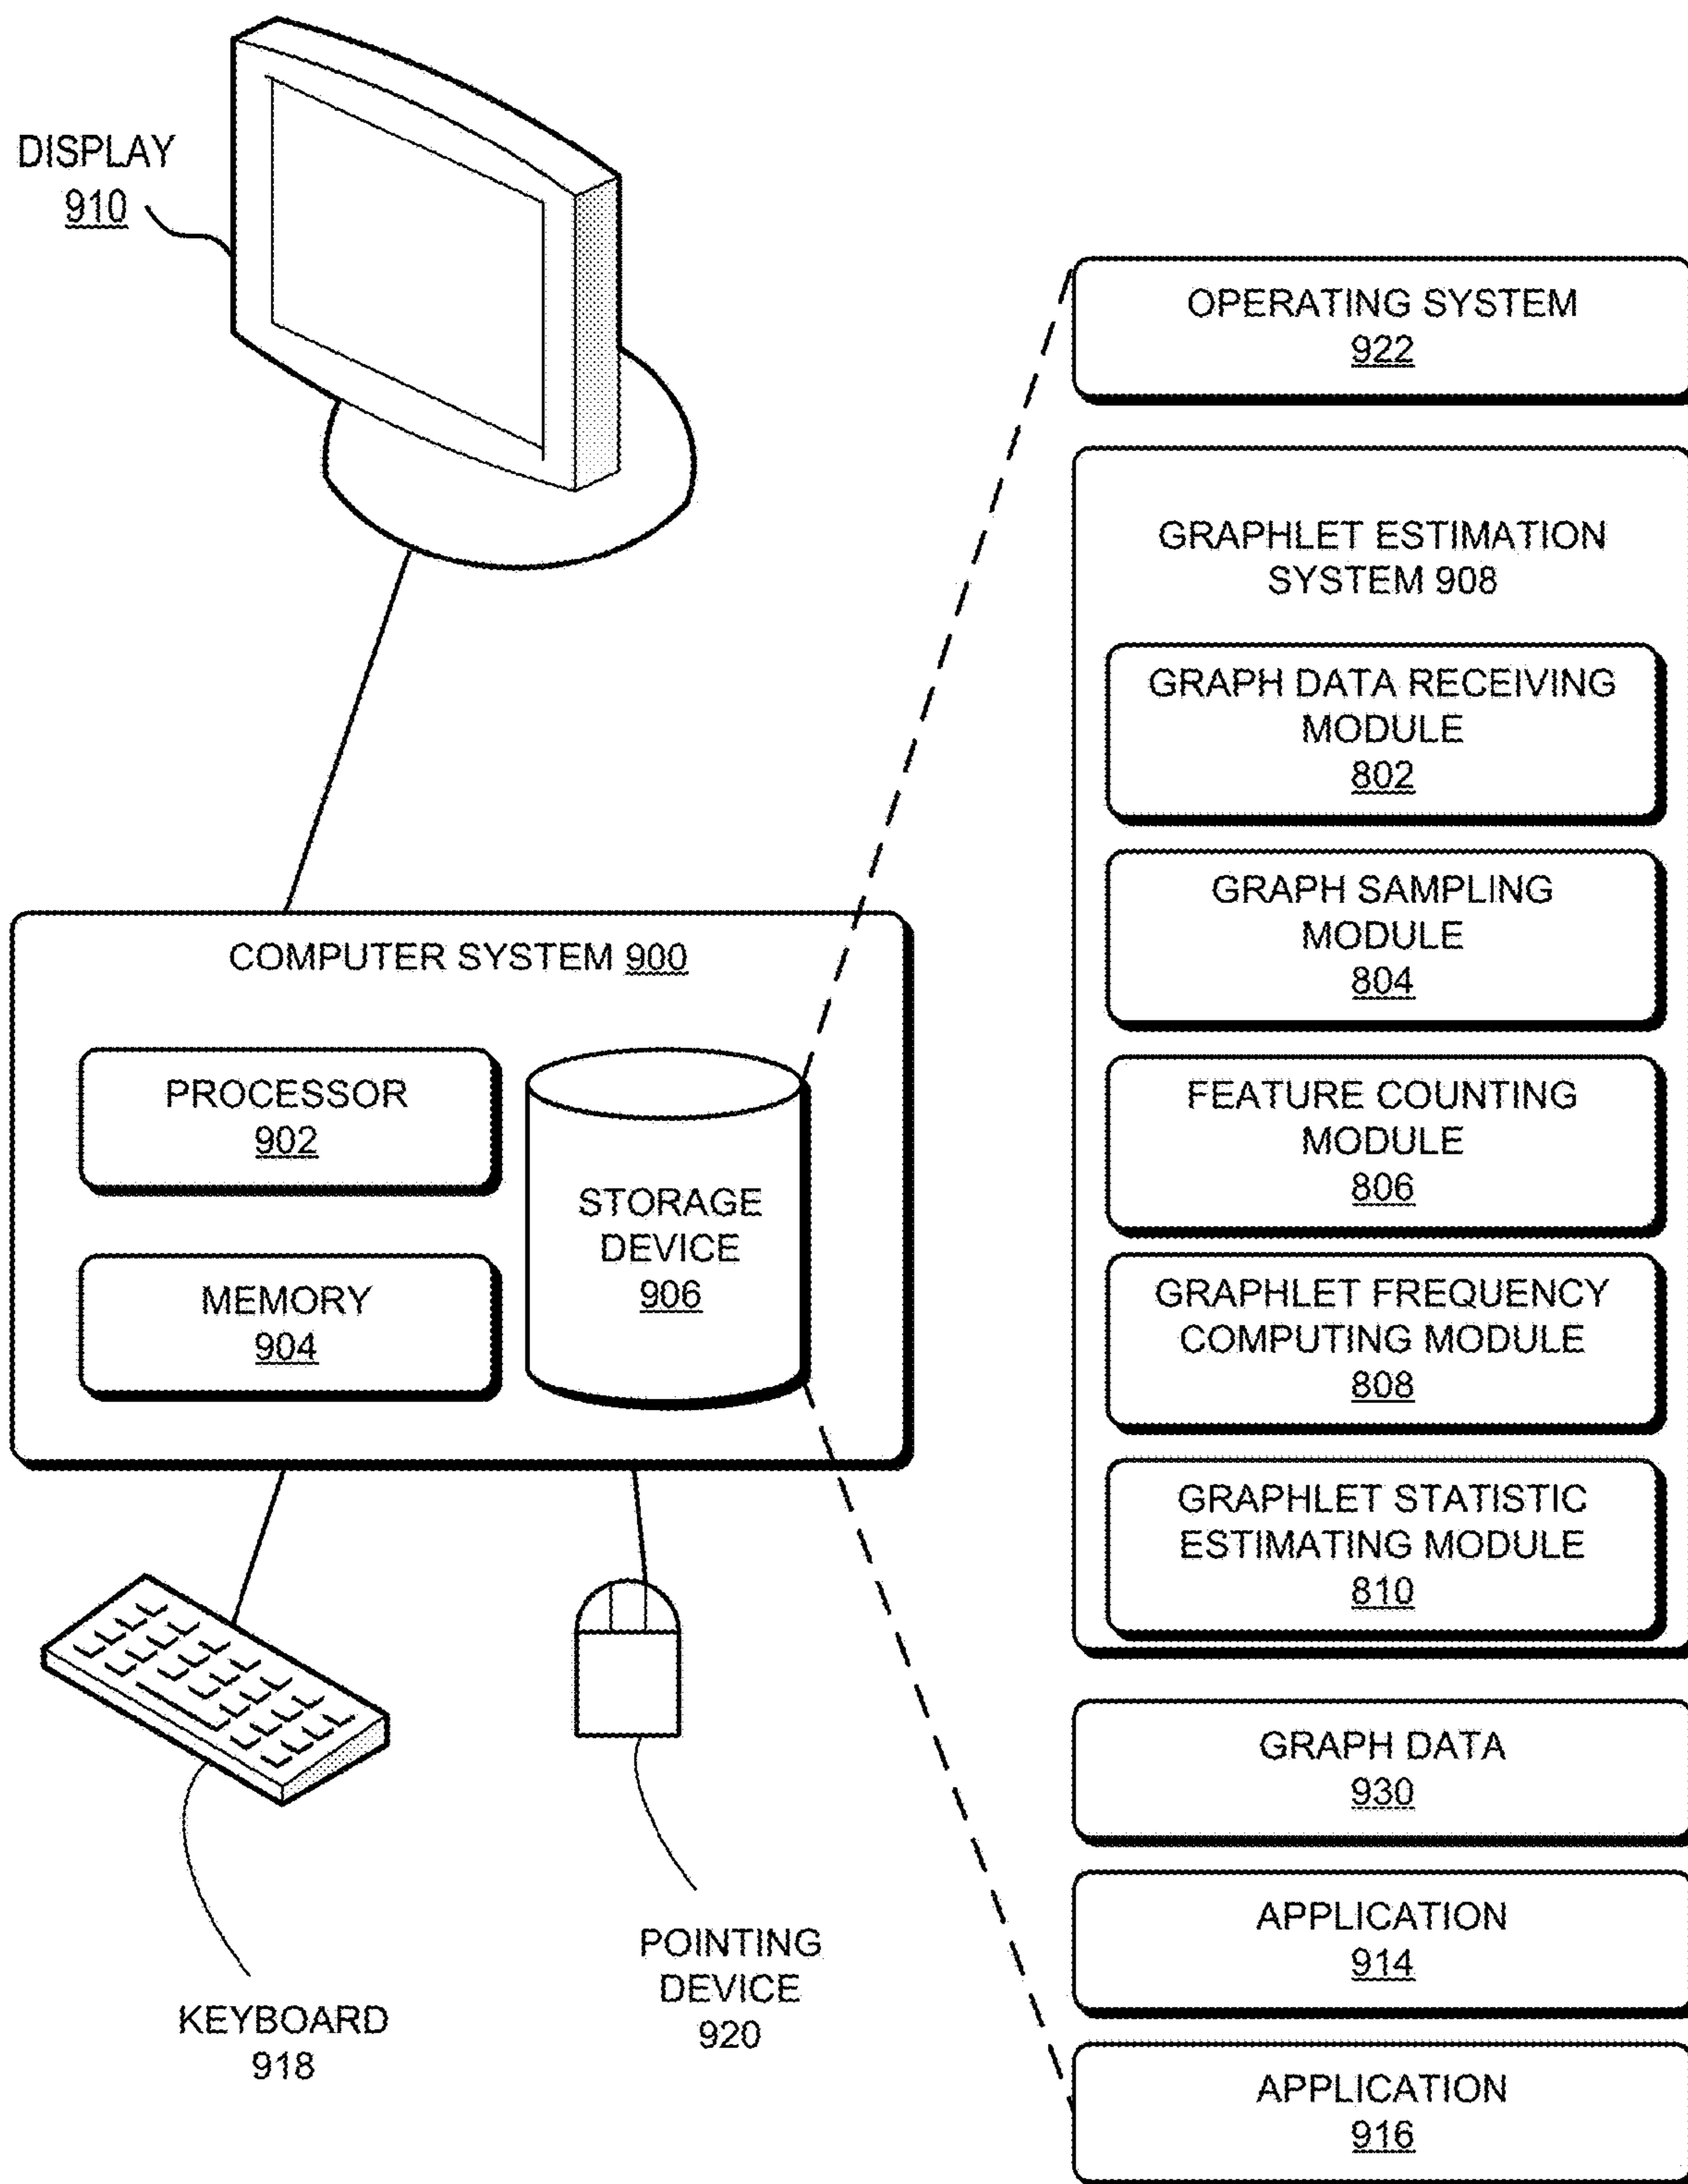 DISPLAY
910
OPERATING SYSTEM
922
GRAPHLET ESTIMATION
SYSTEM 908
GRAPH DATA RECEIVING
MODULE
802
GRAPH SAMPLING
MODULE
804
FEATURE COUNTING
MODULE
806
GRAPHLET FREQUENCY
COMPUTING MODULE
808
GRAPHLET STATISTIC
ESTIMATING MODULE
810
GRAPH DATA
930
APPLICATION
914
APPLICATION
916
COMPUTER SYSTEM 900
PROCESSOR
902
MEMORY
904
STORAGE
DEVICE
906
KEYBOARD
918
POINTING
DEVICE
920